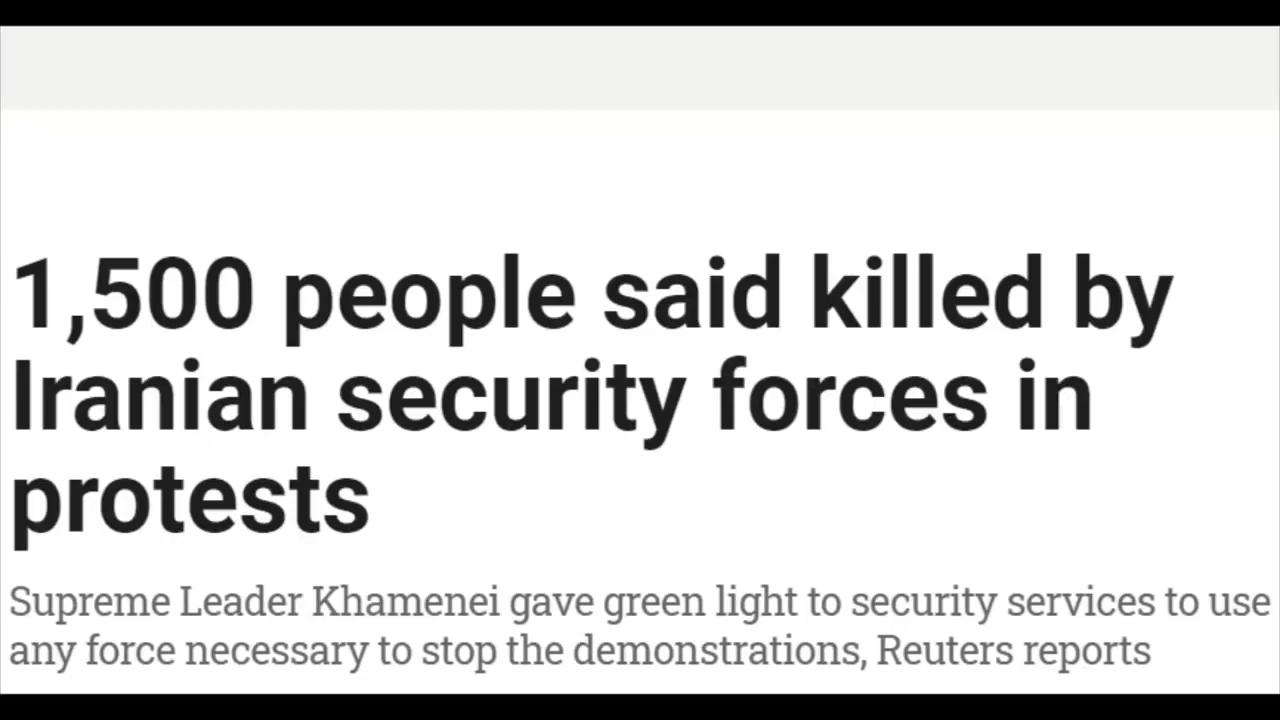 1,500 people said killed by
Iranian security forces in
protests
Supreme Leader Khamenei gave green light to security services to use
any force necessary to stop the demonstrations, Reuters reports